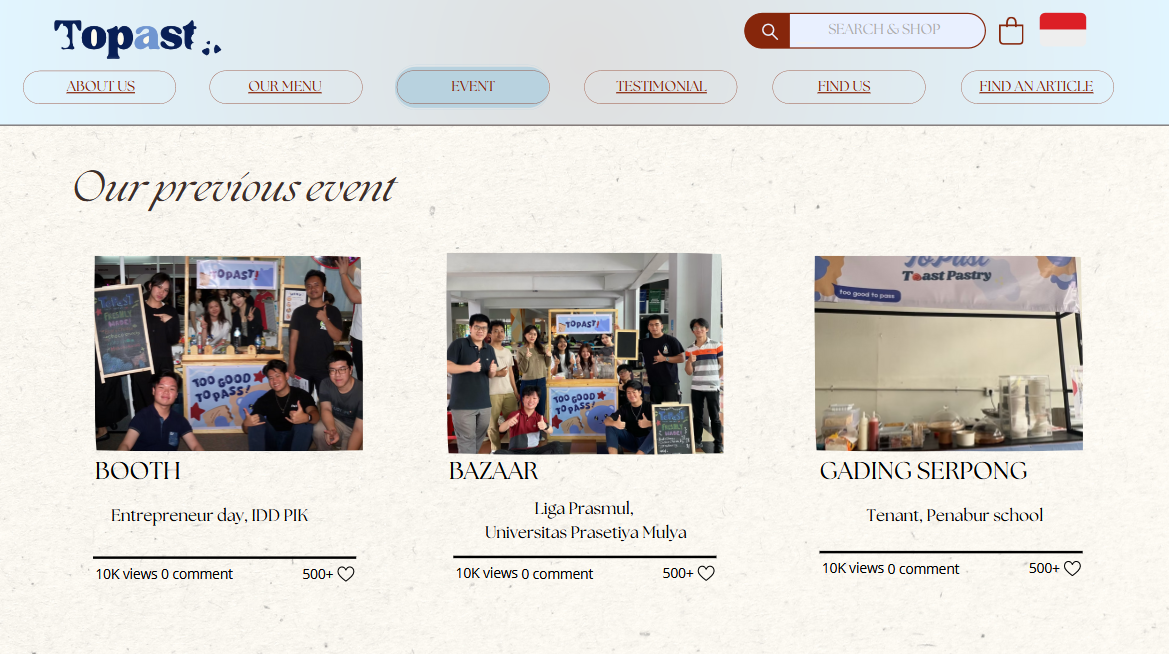 Topast
SEARCH & SHOP
ABOUT US
OUR MENU
EVENT
TESTIMONIAL
FIND US
FIND AN ARTICLE
Our previous event
TOPAST!
TOO GOOD
TO PASS!
TOPAST!
TOO GOOD
TO PASS!
ToPast
Toast Pastry
too good to pass
BOOTH
BAZAAR
GADING SERPONG
Entrepreneur day, IDD PIK
Liga Prasmul,
Universitas Prasetiya Mulya
Tenant, Penabur school
10K views 0 comment 500+
10K views 0 comment 500+
10K views 0 comment 500+